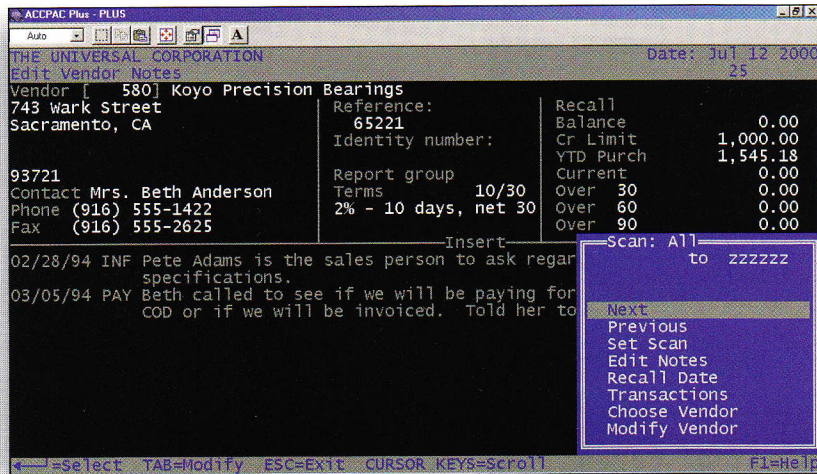 ACCPAC Plus - PLUS
Auto
A
THE UNIVERSAL CORPORATION Date: Jul 12 2000
Edit Vendor Notes 25
Vendor [ 580] Koyo Precision Bearings
743 Wark Street
Sacramento, CA
93721
Contact Mrs. Beth Anderson
Phone (916) 555-1422
Fax (916) 555-2625
Reference:
65221
Identity number:
Report group
Terms 10/30
2% - 10 days, net 30
Recall
Balance 0.00
Cr Limit 1,000.00
YTD Purch 1,545.18
Current 0.00
Over 30 0.00
Over 60 0.00
Over 90 0.00
Insert
02/28/94 INF Pete Adams is the sales person to ask regar
specifications.
03/05/94 PAY Beth called to see if we will be paying for
COD or if we will be invoiced. Told her to
Scan: All
to zzzzzz
Next
Previous
Set Scan
Edit Notes
Recall Date
Transactions
Choose Vendor
Modify Vendor
=Select TAB=Modify ESC=Exit CURSOR KEYS=Scroll F1=Help